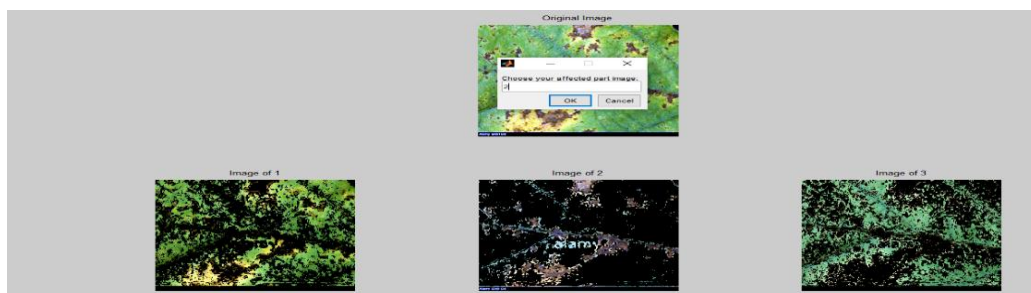 Original Image
Choose your affected part image:
2
OK Cancel
Image of 1 Image of 2 Image of 3
alamy